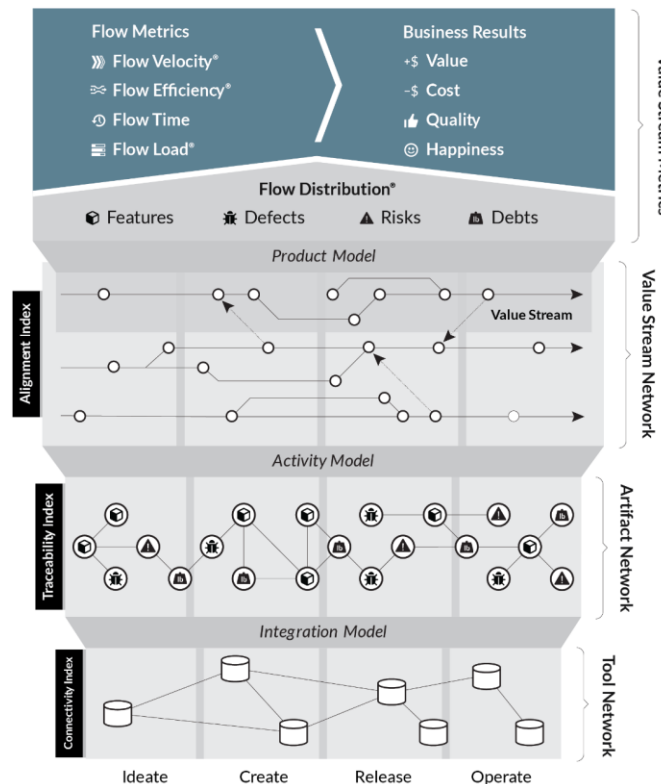 Flow Metrics
Flow Velocity®
Flow Efficiency®
Flow Time
Flow Load®
Business Results
+$ Value
-$ Cost
Quality
Happiness
Flow Distribution®
Features
Defects
Risks
Debts
Product Model
Value Stream
Alignment Index
Value Stream Network
Activity Model
Traceability Index
Artifact Network
Integration Model
Connectivity Index
Tool Network
Ideate
Create
Release
Operate